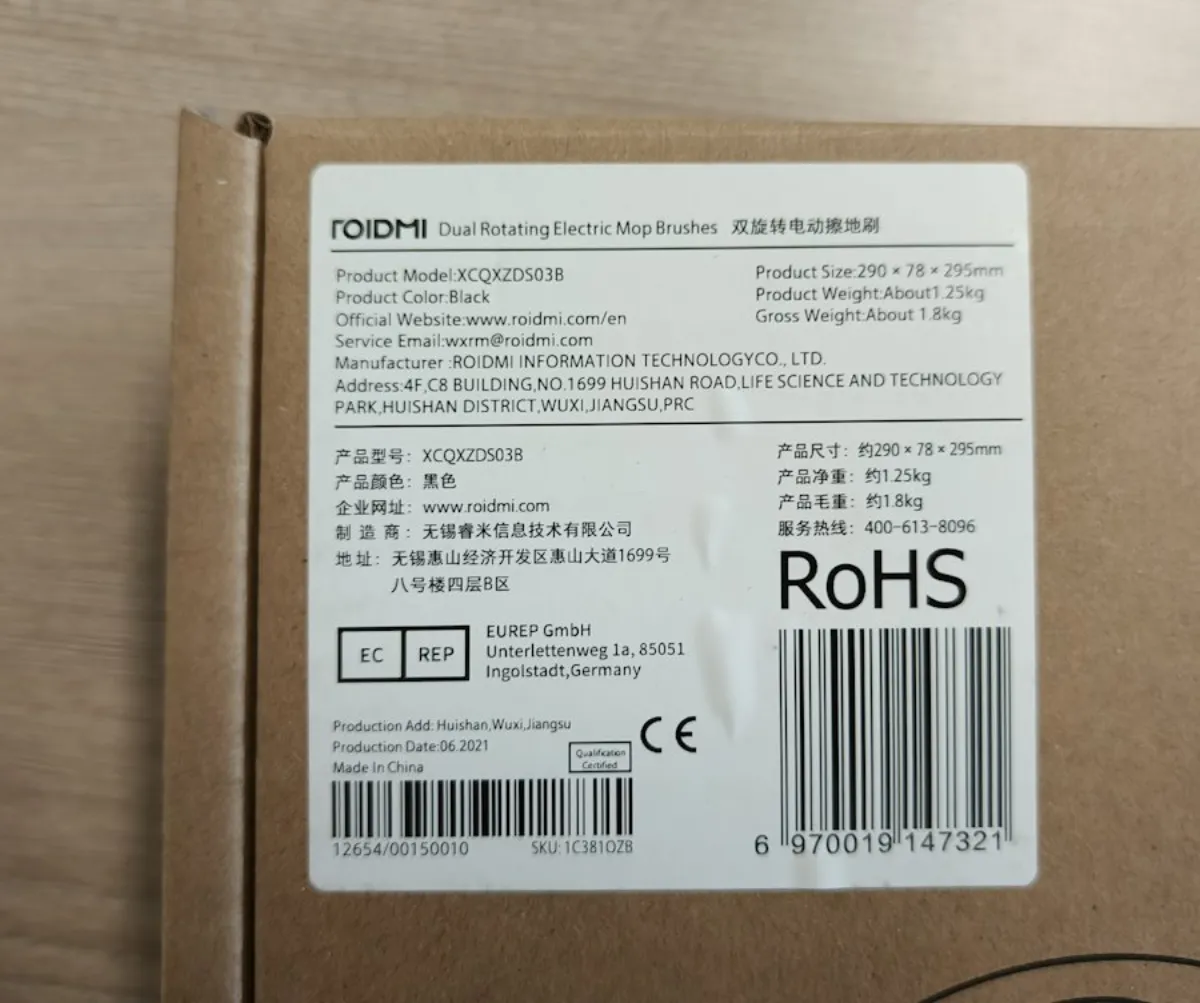 ROIDMI Dual Rotating Electric Mop Brushes 双旋转电动擦地刷
Product Model:XCQXZDS03B
Product Color:Black
Official Website:www.roidmi.com/en
Service Email:wxrm@roidmi.com
Manufacturer :ROIDMI INFORMATION TECHNOLOGYCO., LTD.
Address:4F,C8 BUILDING,NO.1699 HUISHAN ROAD,LIFE SCIENCE AND TECHNOLOGY
PARK,HUISHAN DISTRICT,WUXI,JIANGSU,PRC
Product Size:290 × 78 × 295mm
Product Weight:About1.25kg
Gross Weight:About 1.8kg
产品型号: XCQXZDS03B
产品颜色: 黑色
企业网址: www.roidmi.com
制 造 商: 无锡睿米信息技术有限公司
地 址: 无锡惠山经济开发区惠山大道1699号
八号楼四层B区
产品尺寸: 约290 × 78 × 295mm
产品净重: 约1.25kg
产品毛重: 约1.8kg
服务热线: 400-613-8096
RoHS
EC REP
EUREP GmbH
Unterlettenweg 1a, 85051
Ingolstadt,Germany
Production Add: Huishan,Wuxi,Jiangsu
Production Date:06.2021
Made In China
Qualification
Certified
CE
12654/00150010 SKU: 1C381OZB
6 970019 147321